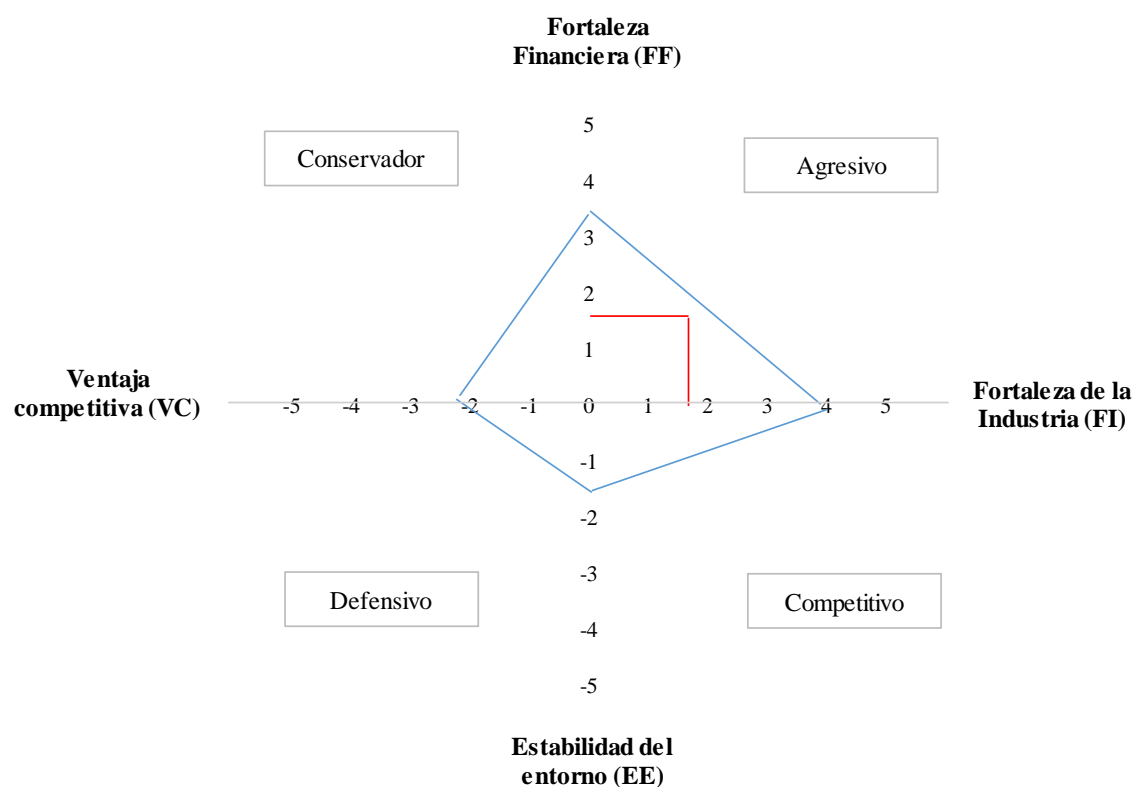 Fortaleza
Financiera (FF)
5
Conservador
Agresivo
4
3
2
1
Ventaja
competitiva (VC)
-5 -4 -3 -2 -1 0 1 2 3 4 5
Fortaleza de la
Industria (FI)
-1
-2
-3
Defensivo
Competitivo
-4
-5
Estabilidad del
entorno (EE)